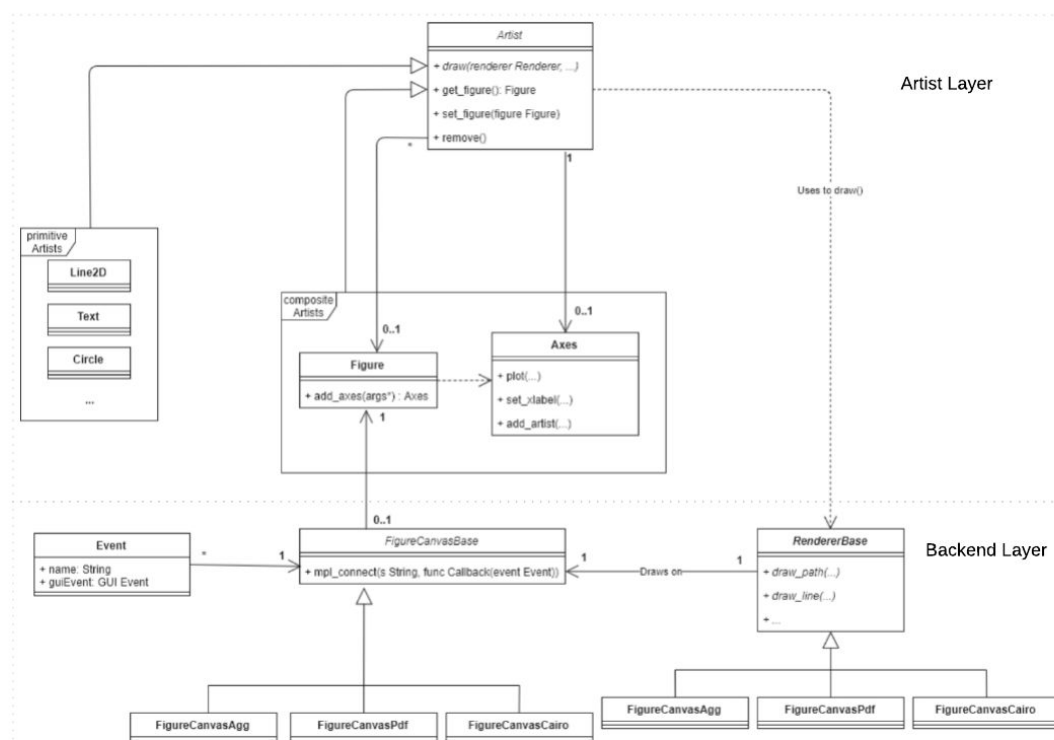 Artist
+ draw(renderer Renderer, ...)
+ get_figure(): Figure
+ set_figure(figure Figure)
+ remove()
Artist Layer
*
1
Uses to draw()
primitive
Artists
Line2D
Text
Circle
...
composite
Artists
0..1
0..1
Figure
+ add_axes(args*) : Axes
Axes
+ plot(...)
+ set_xlabel(...)
+ add_artist(...)
1
0..1
Event
+ name: String
+ guiEvent: GUI Event
*
1
FigureCanvasBase
+ mpl_connect(s String, func Callback(event Event))
1
Draws on
1
RendererBase
+ draw_path(...)
+ draw_line(...)
+ ...
Backend Layer
FigureCanvasAgg
FigureCanvasPdf
FigureCanvasCairo
FigureCanvasAgg
FigureCanvasPdf
FigureCanvasCairo